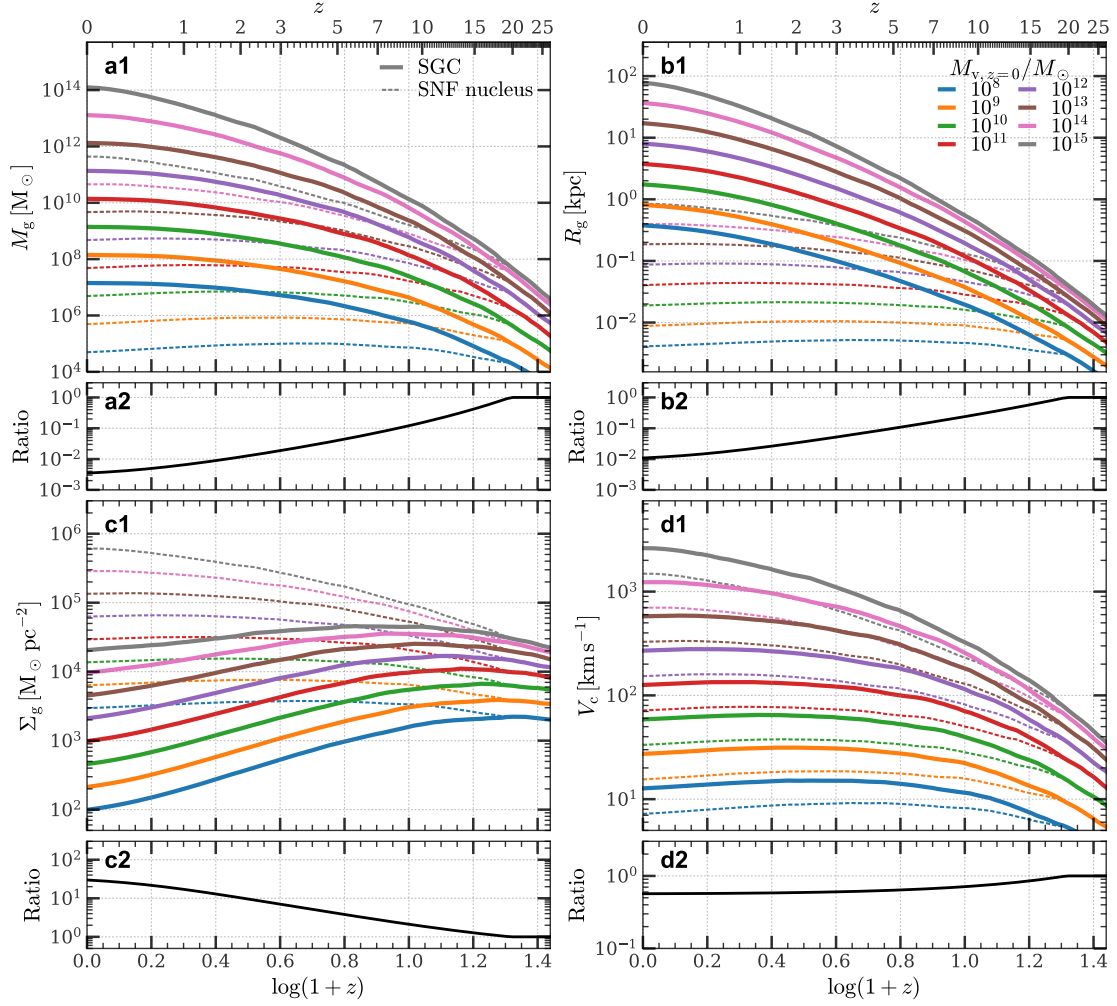 z z
0 1 2 3 5 7 10 15 20 25 0 1 2 3 5 7 10 15 20 25
a1 SGC
SNF nucleus
M_g [M_⊙]
10^14
10^12
10^10
10^8
10^6
10^4
b1 M_{v,z=0}/M_⊙
10^8 10^12
10^9 10^13
10^10 10^14
10^11 10^15
R_g [kpc]
10^2
10^1
10^0
10^-1
10^-2
a2
Ratio
10^0
10^-1
10^-2
10^-3
b2
Ratio
10^0
10^-1
10^-2
10^-3
c1
Σ_g [M_⊙ pc^-2]
10^6
10^5
10^4
10^3
10^2
d1
V_c [km s^-1]
10^3
10^2
10^1
c2
Ratio
10^2
10^1
10^0
d2
Ratio
10^0
10^-1
0.0 0.2 0.4 0.6 0.8 1.0 1.2 1.4 0.0 0.2 0.4 0.6 0.8 1.0 1.2 1.4
log(1 + z) log(1 + z)